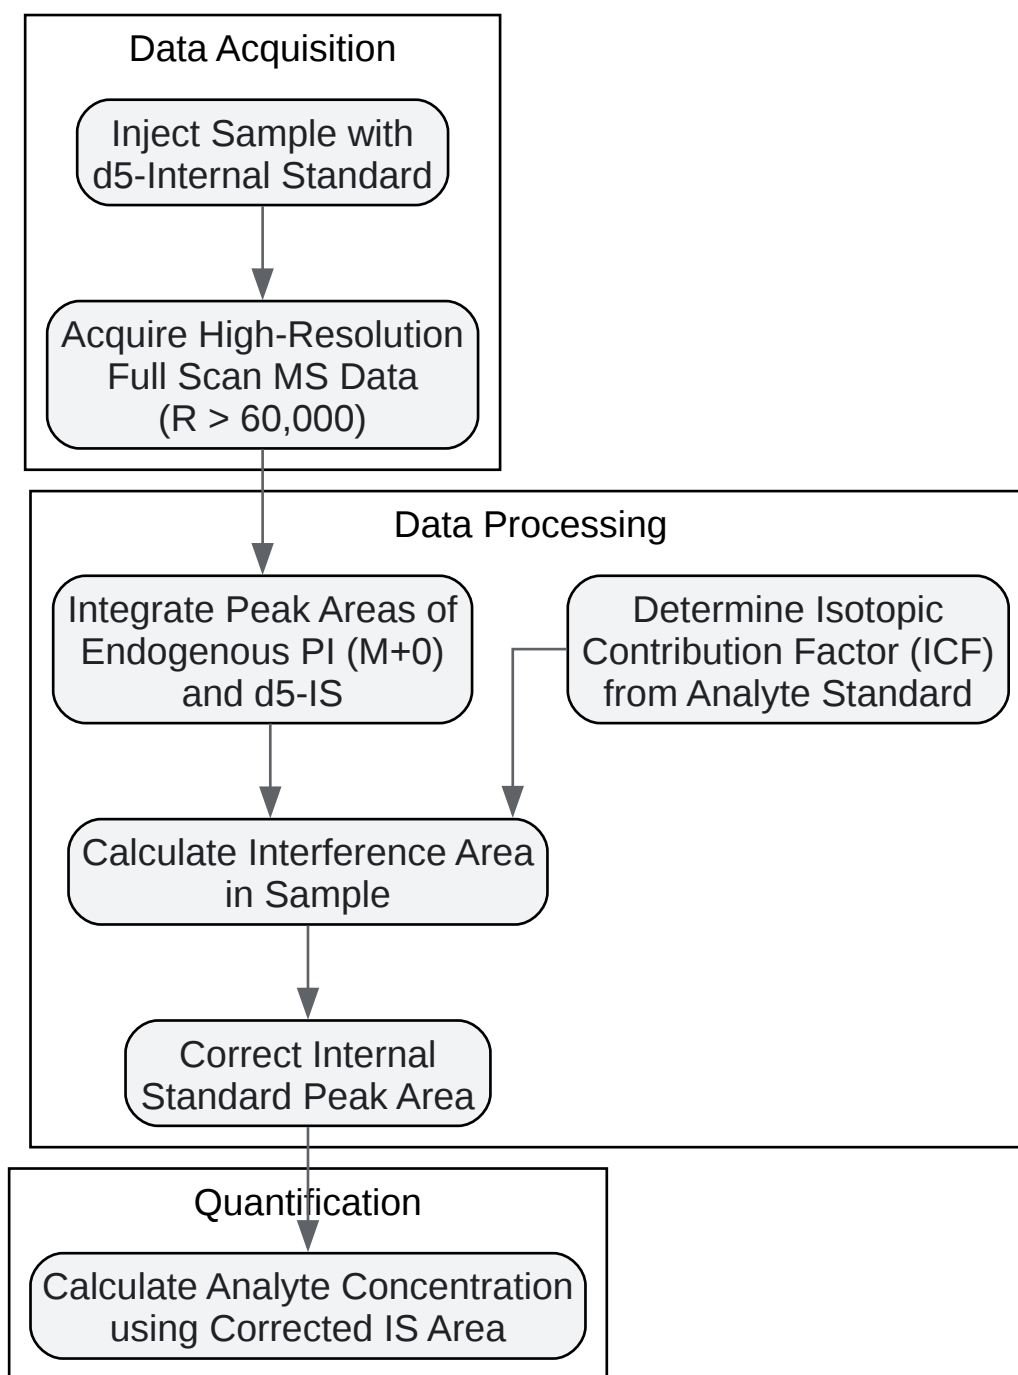 Data Acquisition
Inject Sample with
d5-Internal Standard
Acquire High-Resolution
Full Scan MS Data
(R > 60,000)
Data Processing
Integrate Peak Areas of
Endogenous PI (M+0)
and d5-IS
Determine Isotopic
Contribution Factor (ICF)
from Analyte Standard
Calculate Interference Area
in Sample
Correct Internal
Standard Peak Area
Quantification
Calculate Analyte Concentration
using Corrected IS Area